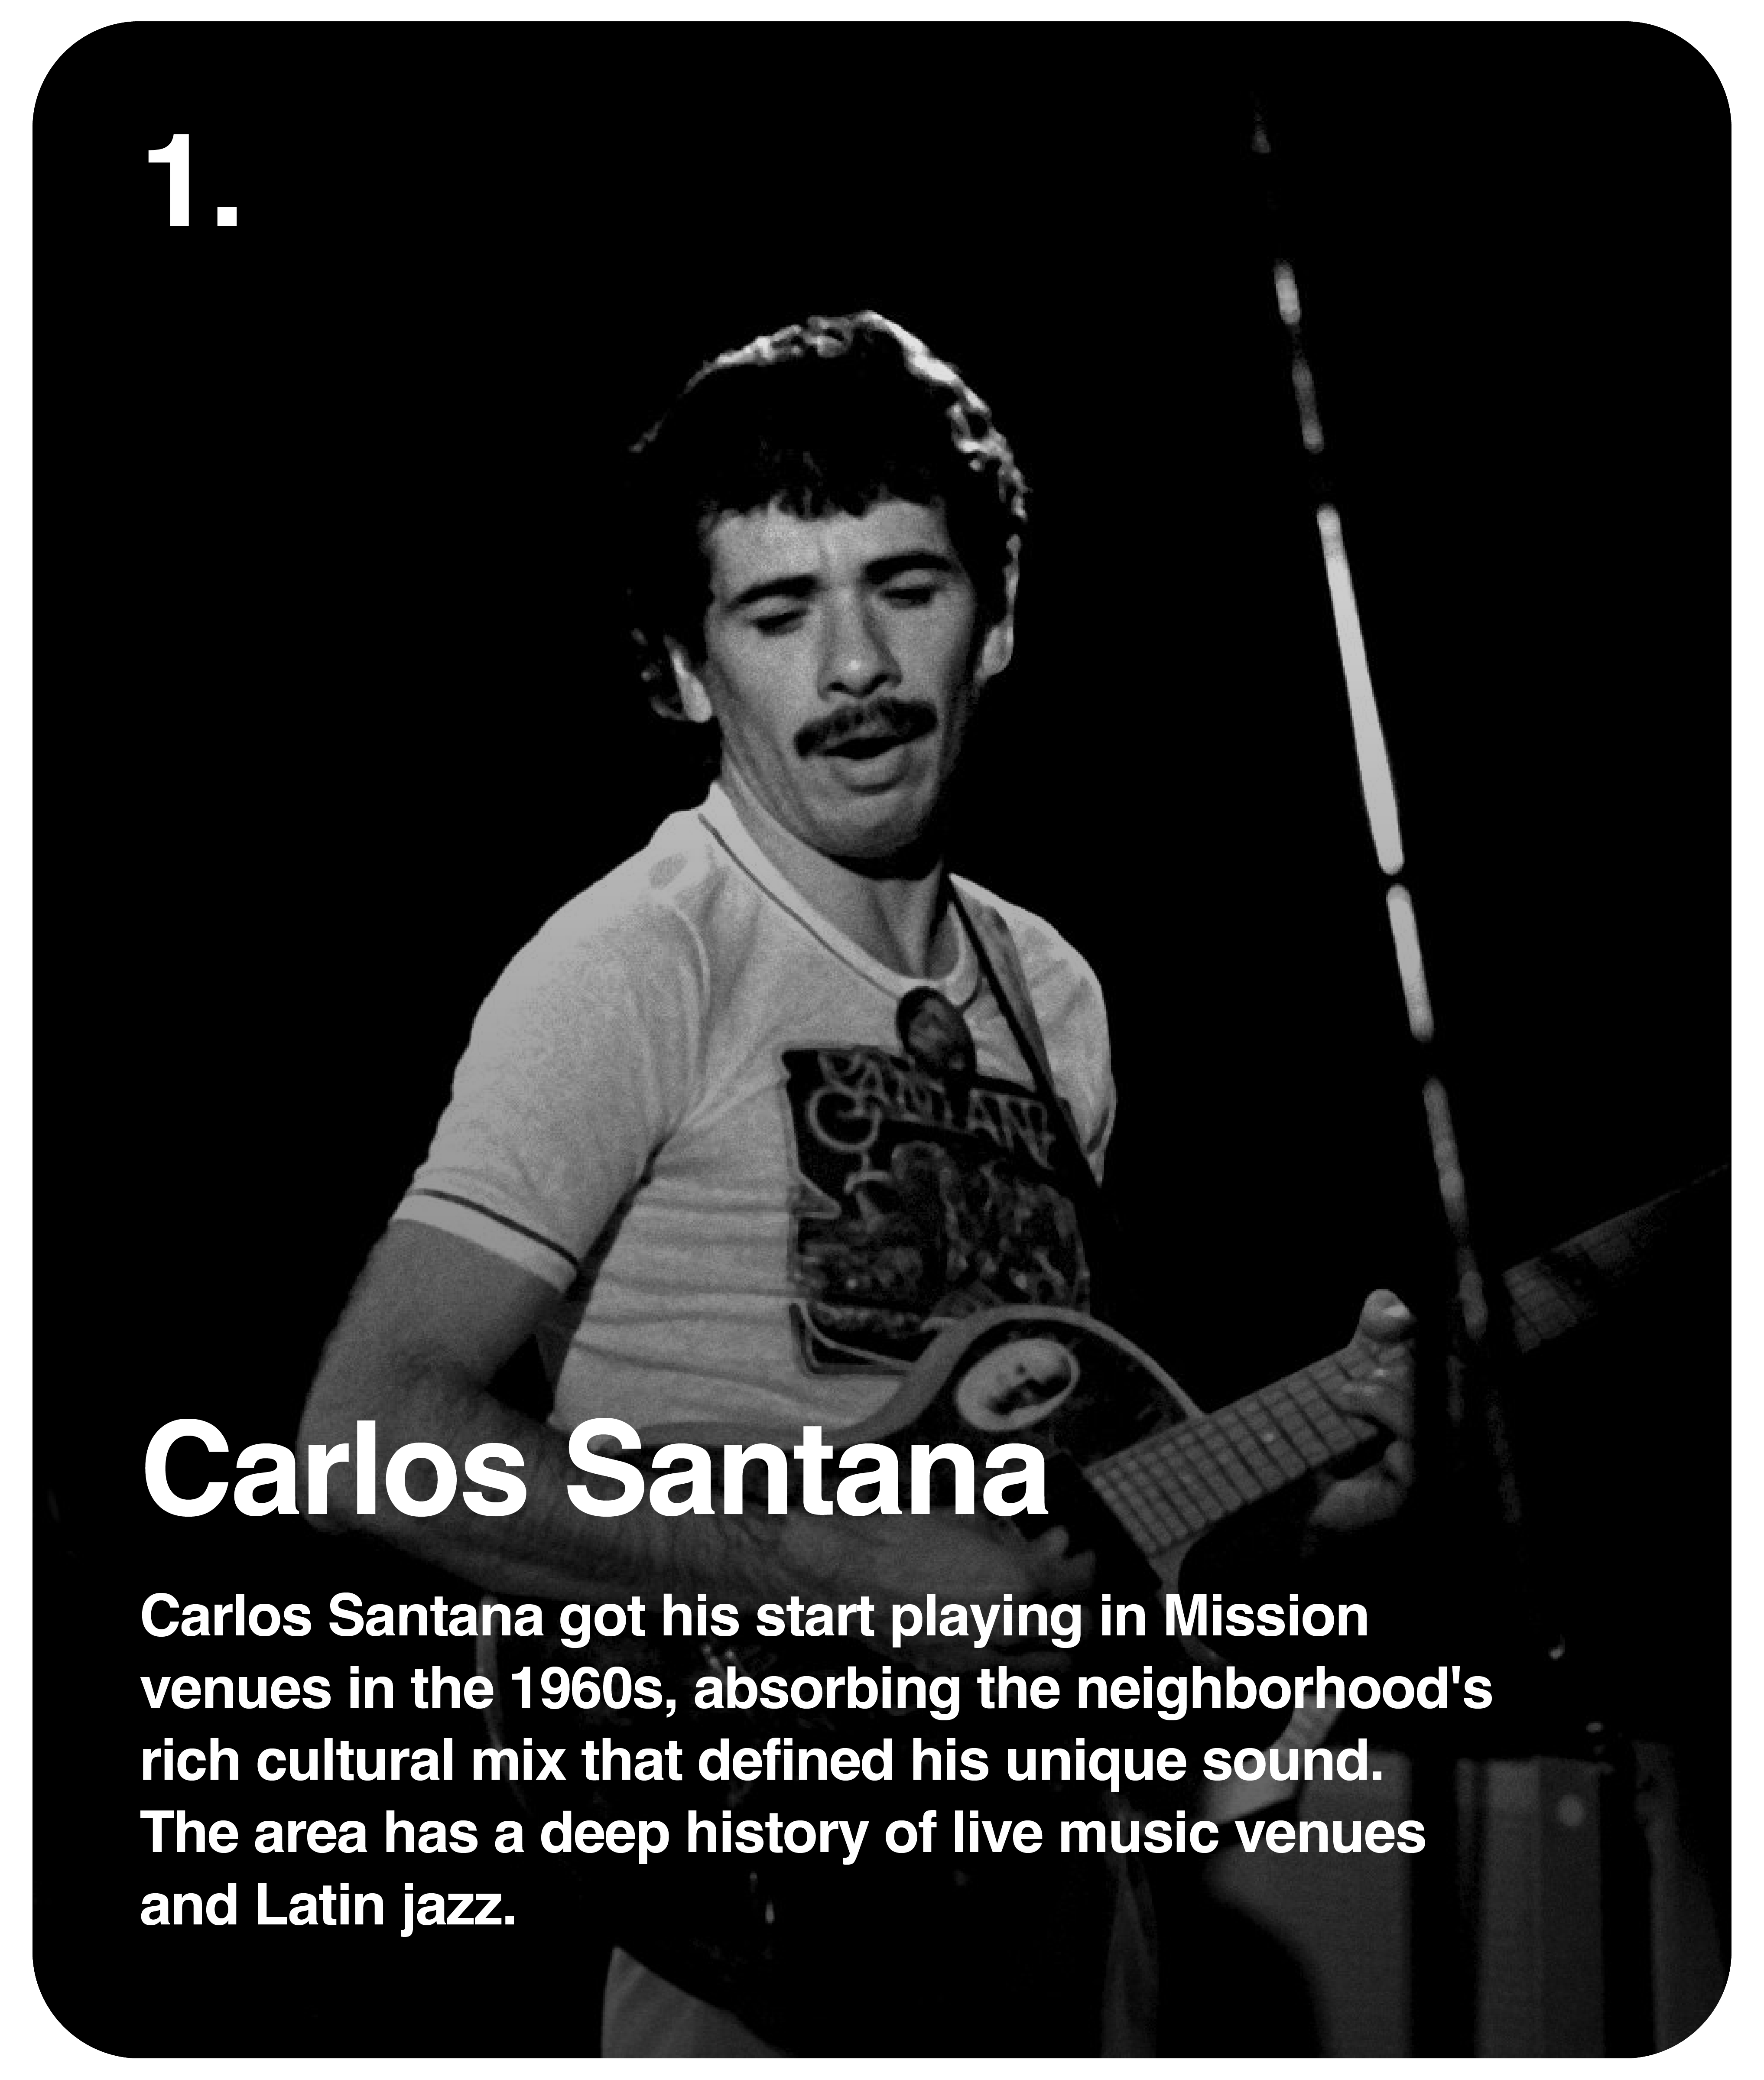 1.
Carlos Santana
Carlos Santana got his start playing in Mission
venues in the 1960s, absorbing the neighborhood's
rich cultural mix that defined his unique sound.
The area has a deep history of live music venues
and Latin jazz.